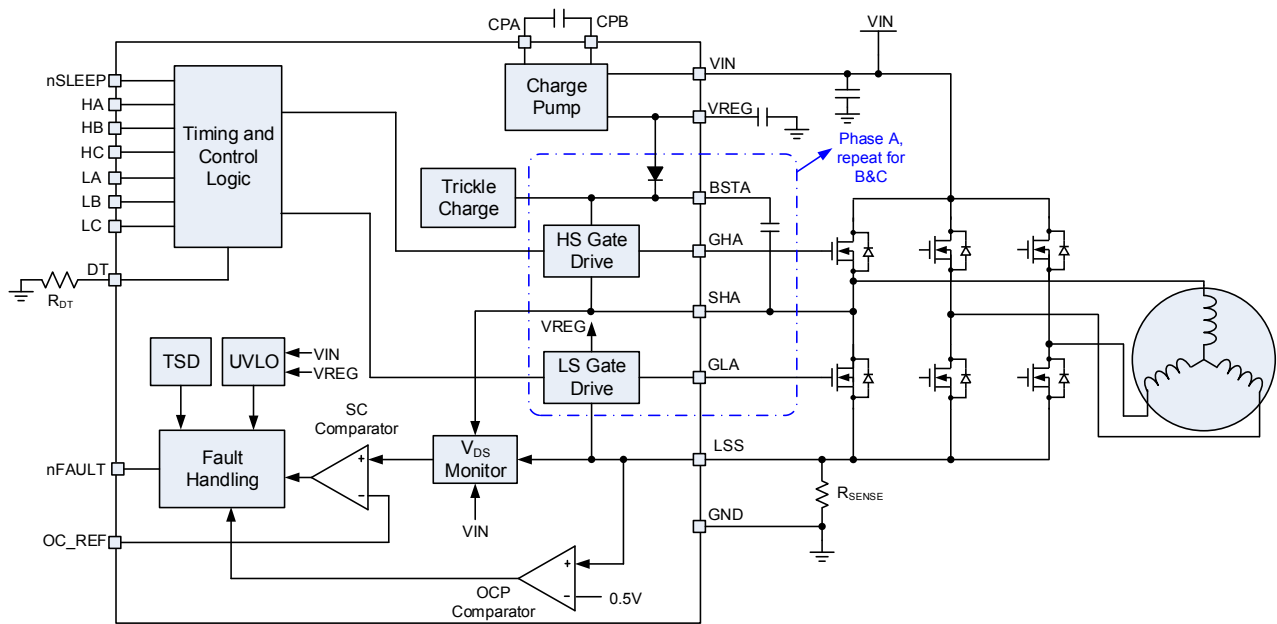 CPA
CPB
VIN
nSLEEP
HA
HB
HC
LA
LB
LC
Timing and
Control
Logic
Charge
Pump
VIN
VREG
Phase A,
repeat for
B&C
Trickle
Charge
BSTA
HS Gate
Drive
GHA
DT
RDT
SHA
VREG
TSD
UVLO
VIN
VREG
LS Gate
Drive
GLA
SC
Comparator
nFAULT
Fault
Handling
+
–
VDS
Monitor
LSS
VIN
RSENSE
GND
OC_REF
+
–
0.5V
OCP
Comparator